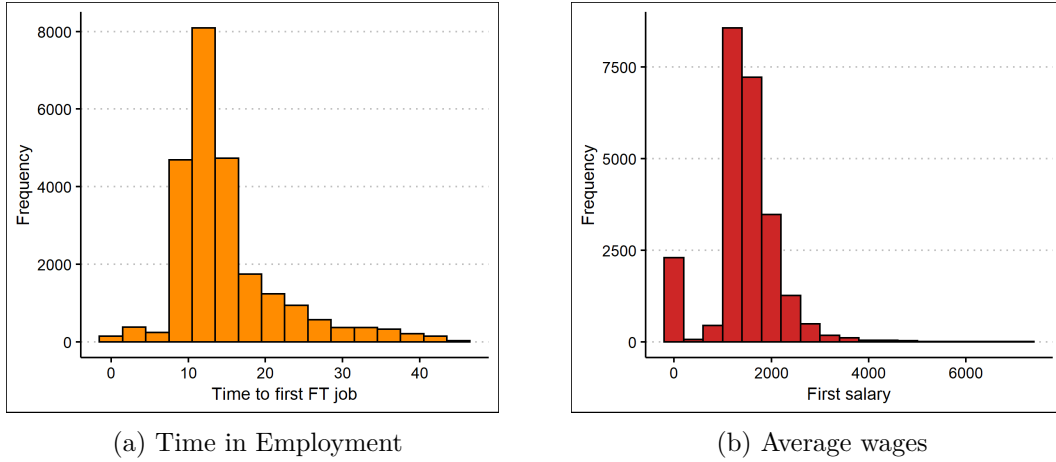 8000
6000
4000
2000
0
Frequency
0 10 20 30 40
Time to first FT job
(a) Time in Employment
7500
5000
2500
0
Frequency
0 2000 4000 6000
First salary
(b) Average wages